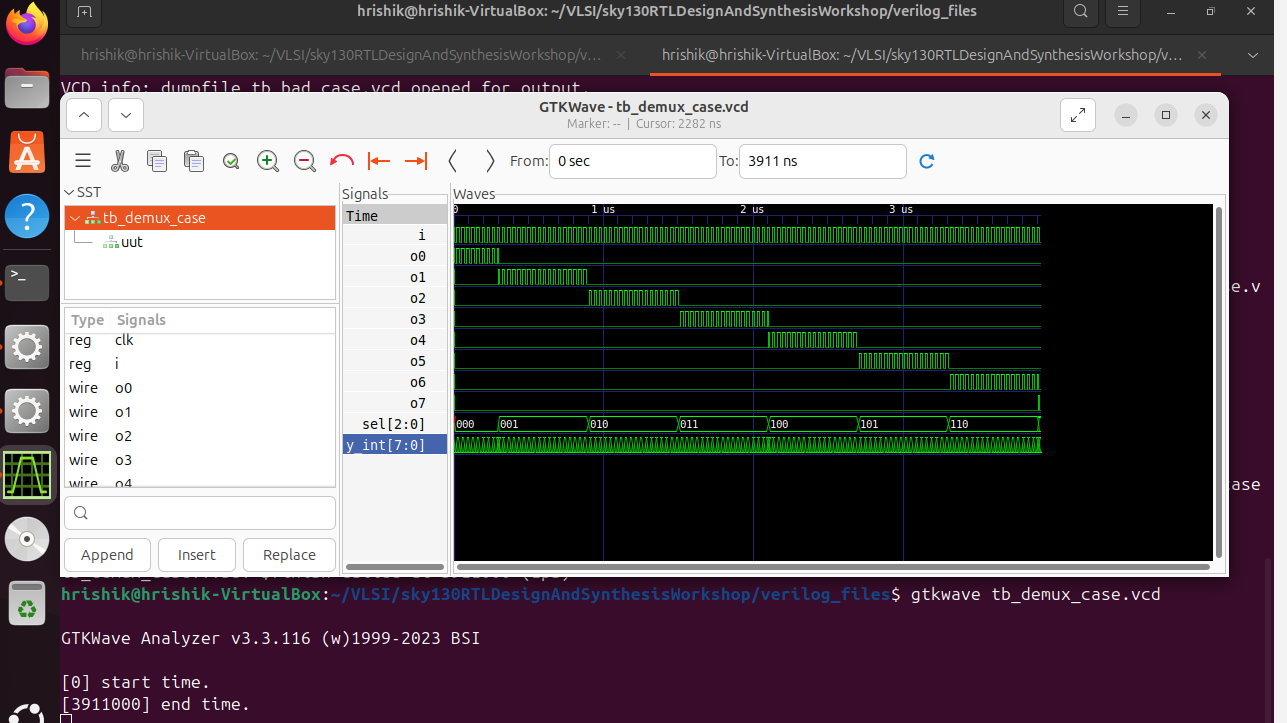 hrishik@hrishik-VirtualBox: ~/VLSI/sky130RTLDesignAndSynthesisWorkshop/verilog_files
hrishik@hrishik-VirtualBox: ~/VLSI/sky130RTLDesignAndSynthesisWorkshop/v… ×
hrishik@hrishik-VirtualBox: ~/VLSI/sky130RTLDesignAndSynthesisWorkshop/v… ×
VCD info: dumpfile tb_bad_case.vcd opened for output.
GTKWave - tb_demux_case.vcd
Marker: -- | Cursor: 2282 ns
From: 0 sec To: 3911 ns
SST
tb_demux_case
uut
Type Signals
reg clk
reg i
wire o0
wire o1
wire o2
wire o3
wire o4
Append Insert Replace
Signals
Time
i
o0
o1
o2
o3
o4
o5
o6
o7
sel[2:0]
y_int[7:0]
Waves
0 1 us 2 us 3 us
000 001 010 011 100 101 110
e.v
ase
hrishik@hrishik-VirtualBox:~/VLSI/sky130RTLDesignAndSynthesisWorkshop/verilog_files$ gtkwave tb_demux_case.vcd
GTKWave Analyzer v3.3.116 (w)1999-2023 BSI
[0] start time.
[3911000] end time.